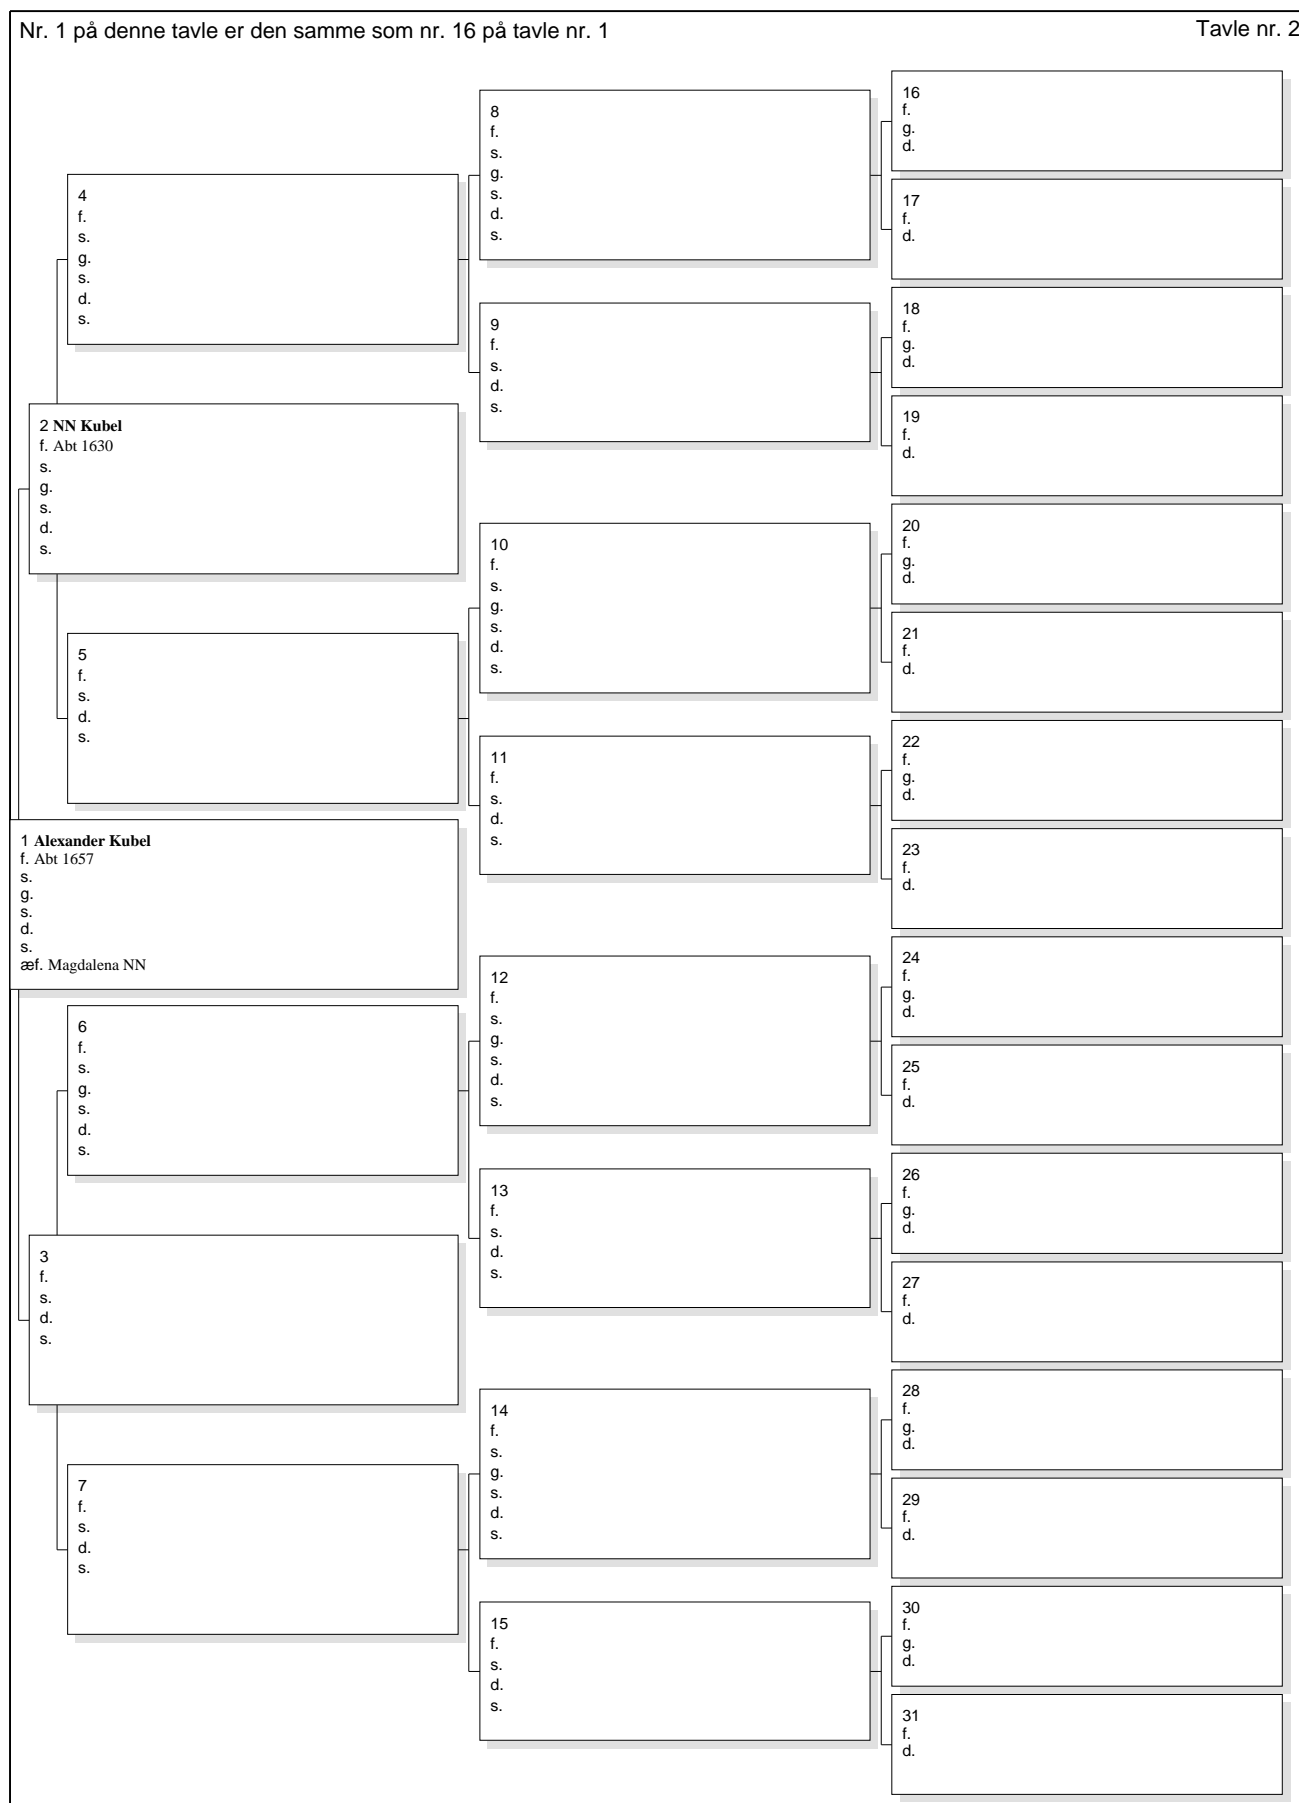 Nr. 1 på denne tavle er den samme som nr. 16 på tavle nr. 1
Tavle nr. 2
4
f.
s.
g.
s.
d.
s.
2 NN Kubel
f. Abt 1630
s.
g.
s.
d.
s.
5
f.
s.
d.
s.
1 Alexander Kubel
f. Abt 1657
s.
g.
s.
d.
s.
æf. Magdalena NN
6
f.
s.
g.
s.
d.
s.
3
f.
s.
d.
s.
7
f.
s.
d.
s.
8
f.
s.
g.
s.
d.
s.
9
f.
s.
d.
s.
10
f.
s.
g.
s.
d.
s.
11
f.
s.
d.
s.
12
f.
s.
g.
s.
d.
s.
13
f.
s.
d.
s.
14
f.
s.
g.
s.
d.
s.
15
f.
s.
d.
s.
16
f.
g.
d.
17
f.
d.
18
f.
g.
d.
19
f.
d.
20
f.
g.
d.
21
f.
d.
22
f.
g.
d.
23
f.
d.
24
f.
g.
d.
25
f.
d.
26
f.
g.
d.
27
f.
d.
28
f.
g.
d.
29
f.
d.
30
f.
g.
d.
31
f.
d.